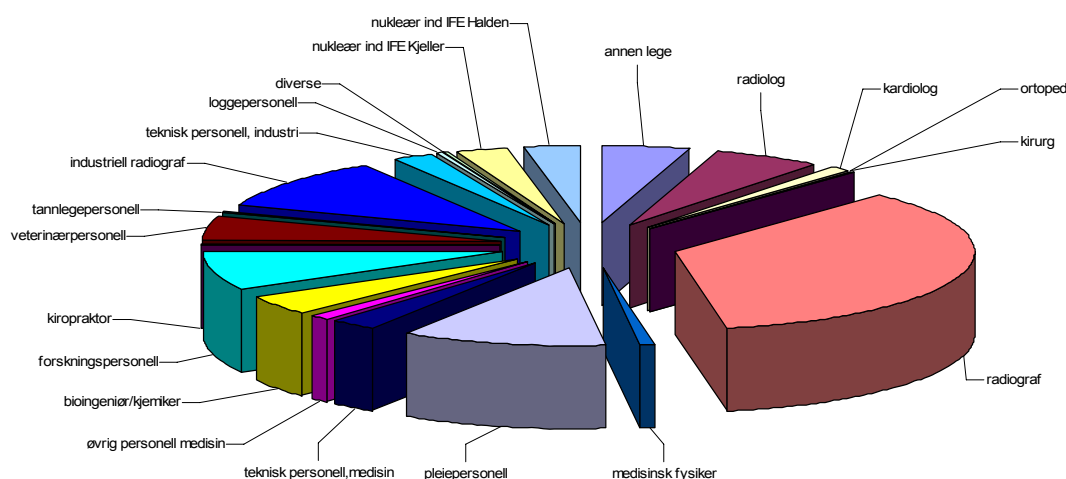 nukleær ind IFE Halden
annen lege
nukleær ind IFE Kjeller
radiolog
diverse
kardiolog
ortoped
loggepersonell
teknisk personell, industri
kirurg
industriell radiograf
tannlegepersonell
veterinærpersonell
kiropraktor
forskningspersonell
radiograf
bioingeniør/kjemiker
øvrig personell medisin
teknisk personell,medisin
pleiepersonell
medisinsk fysiker